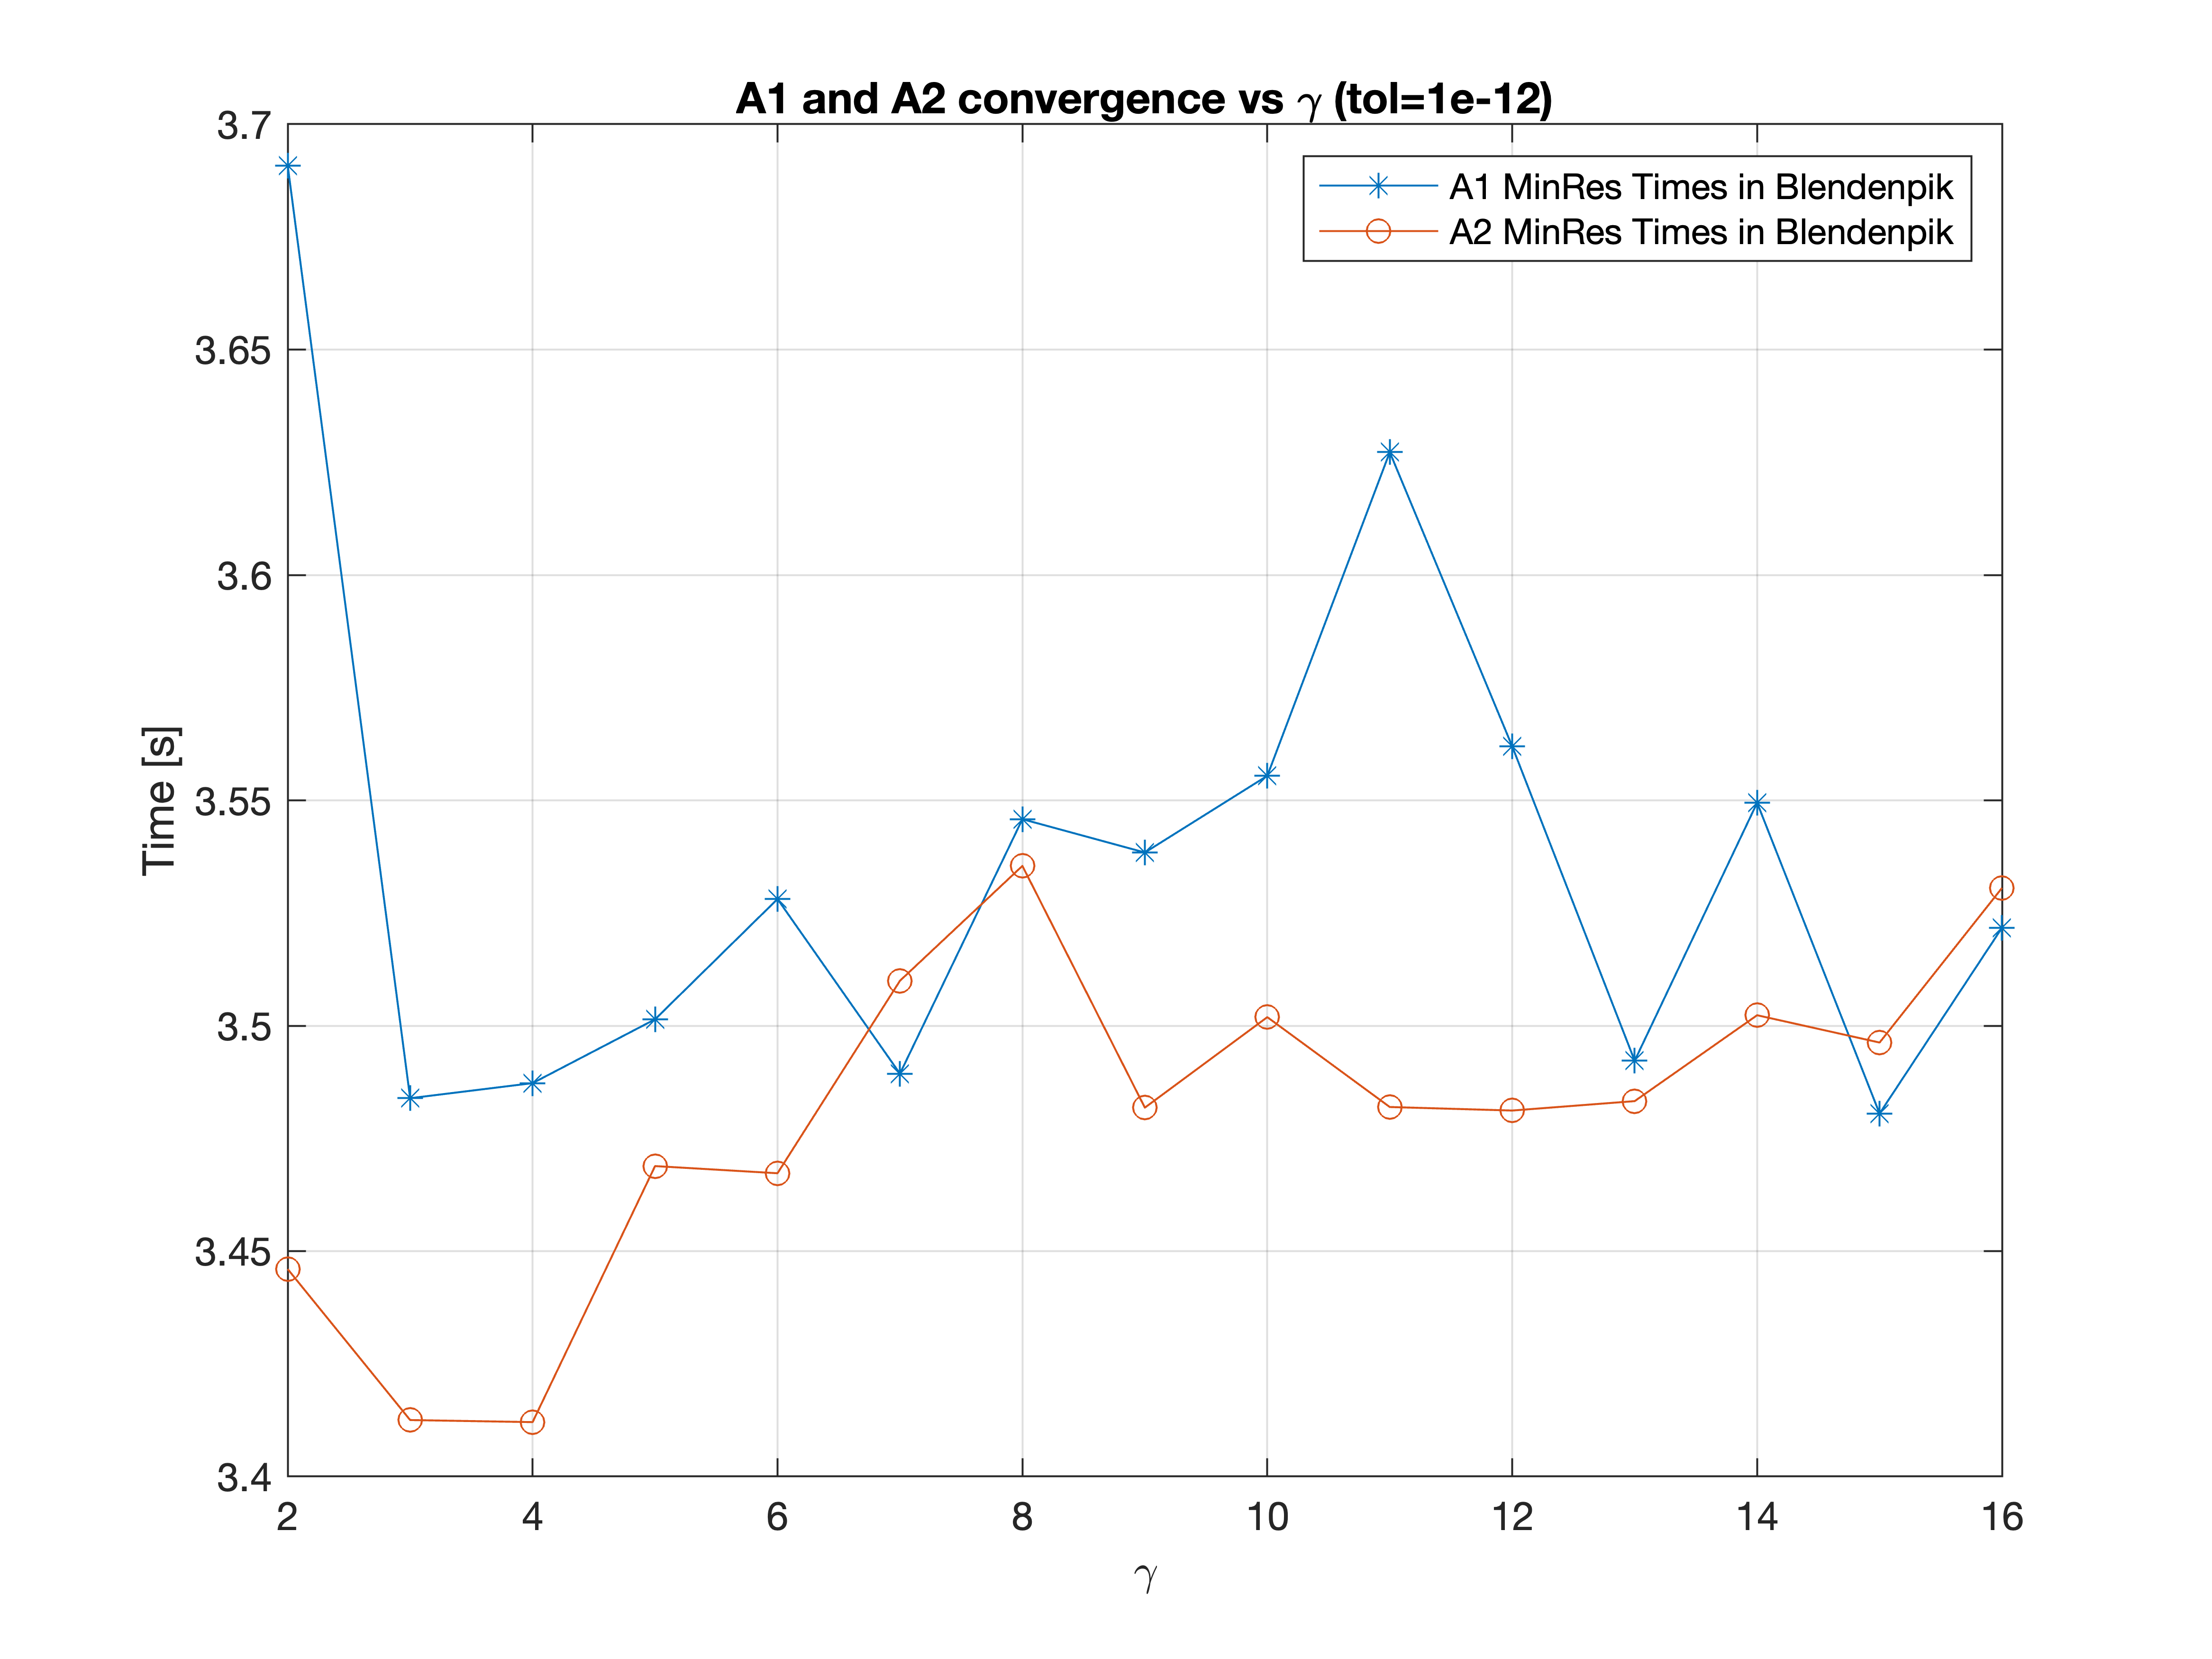 A1 and A2 convergence vs γ (tol=1e-12)
3.7
3.65
3.6
3.55
3.5
3.45
3.4
Time [s]
A1 MinRes Times in Blendenpik
A2 MinRes Times in Blendenpik
2 4 6 8 10 12 14 16
γ